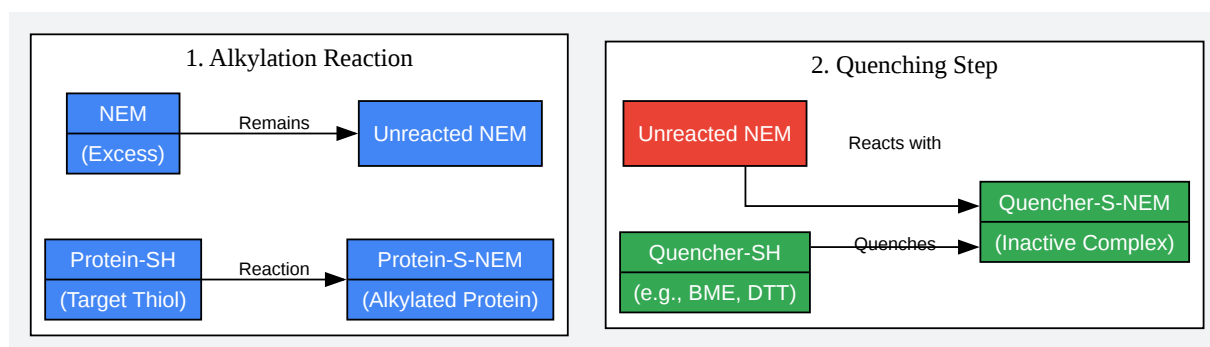 1. Alkylation Reaction
NEM
(Excess)
Remains
Unreacted NEM
Protein-SH
(Target Thiol)
Reaction
Protein-S-NEM
(Alkylated Protein)
2. Quenching Step
Unreacted NEM
Reacts with
Quencher-SH
(e.g., BME, DTT)
Quenches
Quencher-S-NEM
(Inactive Complex)